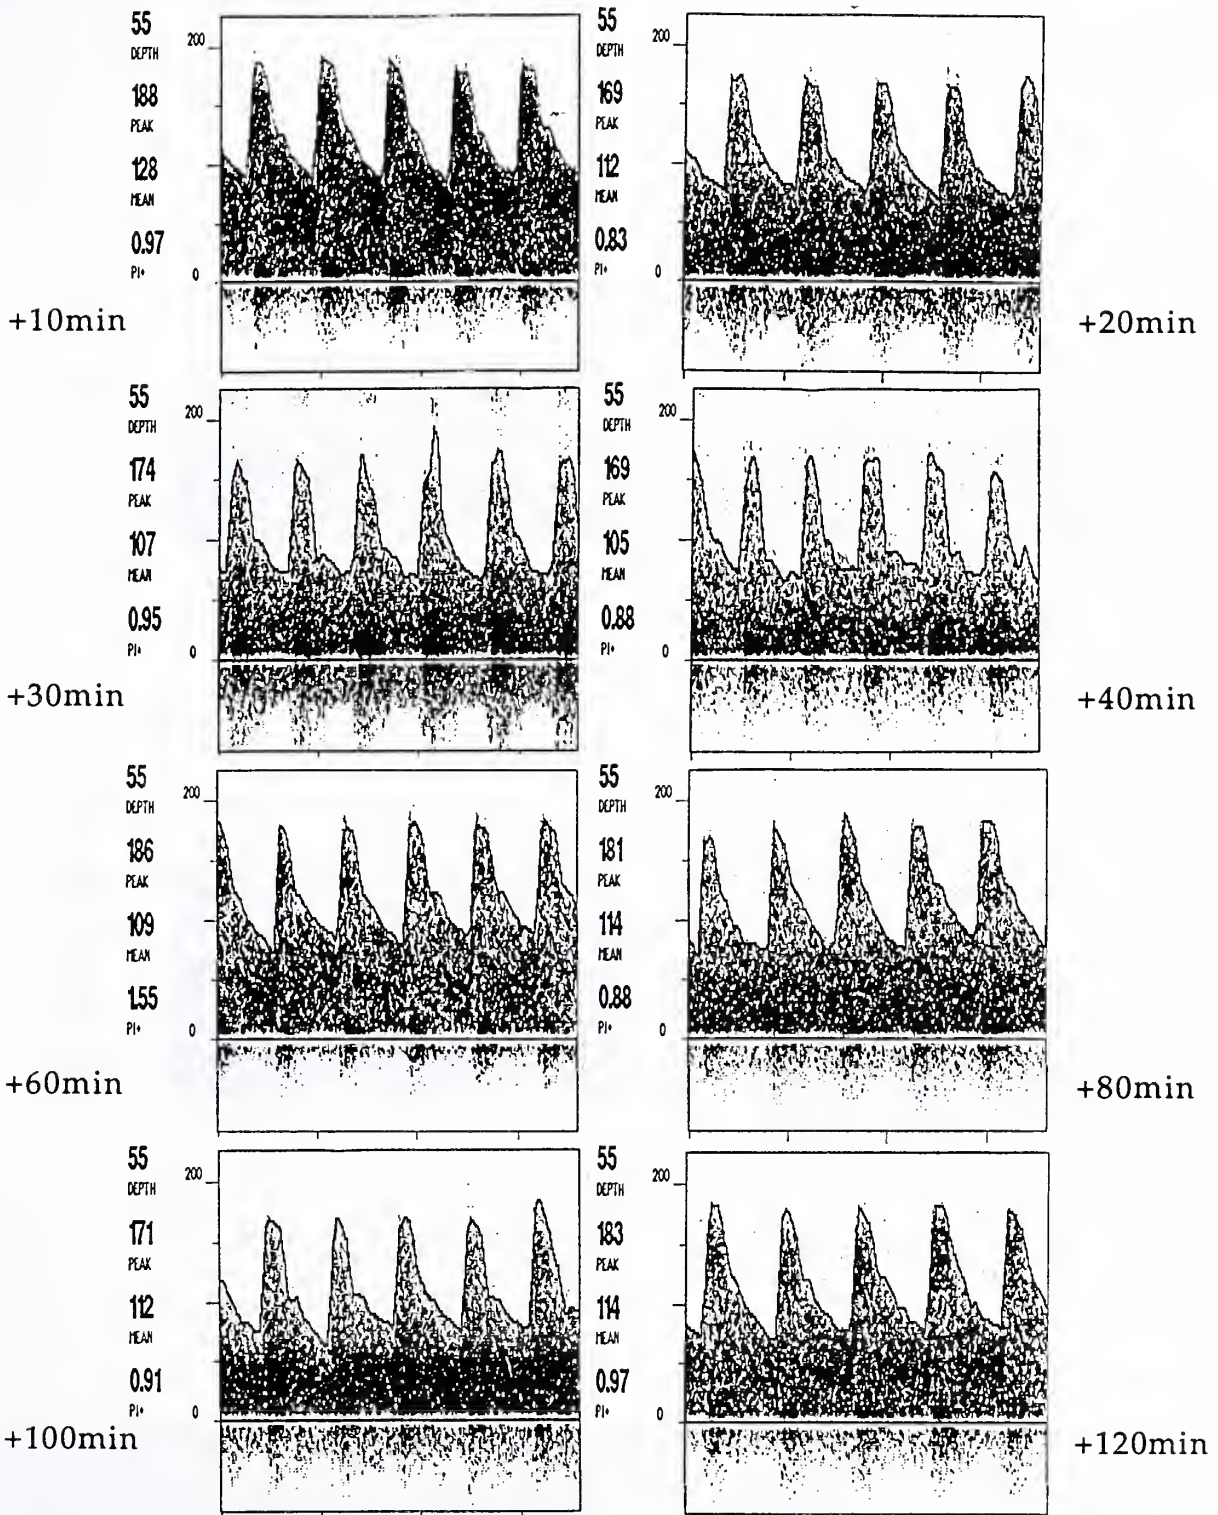 55
DEPTH
188
PEAK
128
MEAN
0.97
PI+
200
0
+10min
55
DEPTH
169
PEAK
112
MEAN
0.83
PI+
200
0
+20min
55
DEPTH
174
PEAK
107
MEAN
0.95
PI+
200
0
+30min
55
DEPTH
169
PEAK
105
MEAN
0.88
PI+
200
0
+40min
55
DEPTH
186
PEAK
109
MEAN
1.55
PI+
200
0
+60min
55
DEPTH
181
PEAK
114
MEAN
0.88
PI+
200
0
+80min
55
DEPTH
171
PEAK
112
MEAN
0.91
PI+
200
0
+100min
55
DEPTH
183
PEAK
114
MEAN
0.97
PI+
200
0
+120min